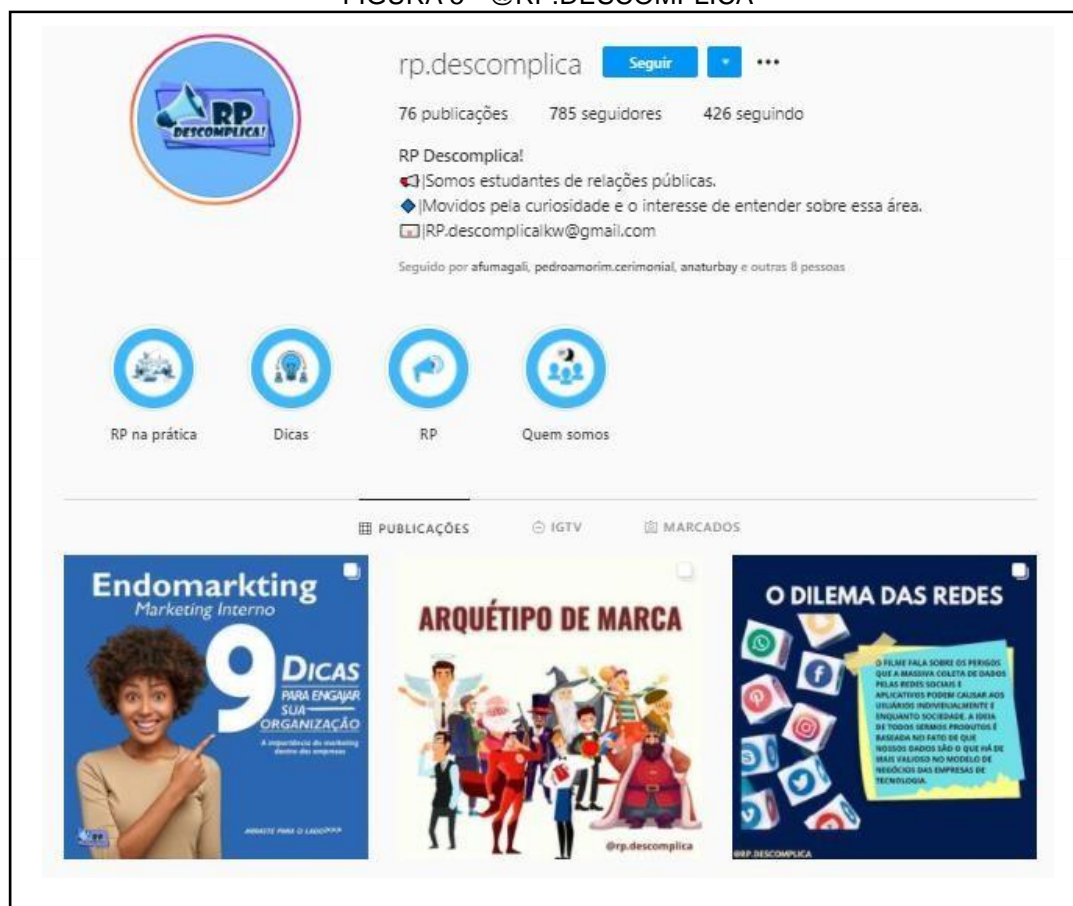 @RP.DESCOMPLICA
rp.descomplica Seguir
76 publicações 785 seguidores 426 seguindo
RP
DESCOMPLICA!
RP Descomplica!
|Somos estudantes de relações públicas.
|Movidos pela curiosidade e o interesse de entender sobre essa área.
|RP.descomplicalkw@gmail.com
Seguido por afumagali, pedroamorim.cerimonial, anaturbay e outras 8 pessoas
RP na prática Dicas RP Quem somos
PUBLICAÇÕES IGTV MARCADOS
Endomarkting
Marketing Interno
9
DICAS
PARA ENGAJAR
SUA
ORGANIZAÇÃO
A importância do marketing
dentro das empresas
ARRASTE PARA O LADO>>>
RP
ARQUÉTIPO DE MARCA
@rp.descomplica
O DILEMA DAS REDES
O FILME FALA SOBRE OS PERIGOS
QUE A MASSIVA COLETA DE DADOS
PELAS REDES SOCIAIS E
APLICATIVOS PODEM CAUSAR AOS
USUÁRIOS INDIVIDUALMENTE E
ENQUANTO SOCIEDADE. A IDEIA
DE TODOS SERMOS PRODUTOS É
BASEADA NO FATO DE QUE
NOSSOS DADOS SÃO O QUE HÁ DE
MAIS VALIOSO NO MODELO DE
NEGÓCIOS DAS EMPRESAS DE
TECNOLOGIA.
@RP.DESCOMPLICA